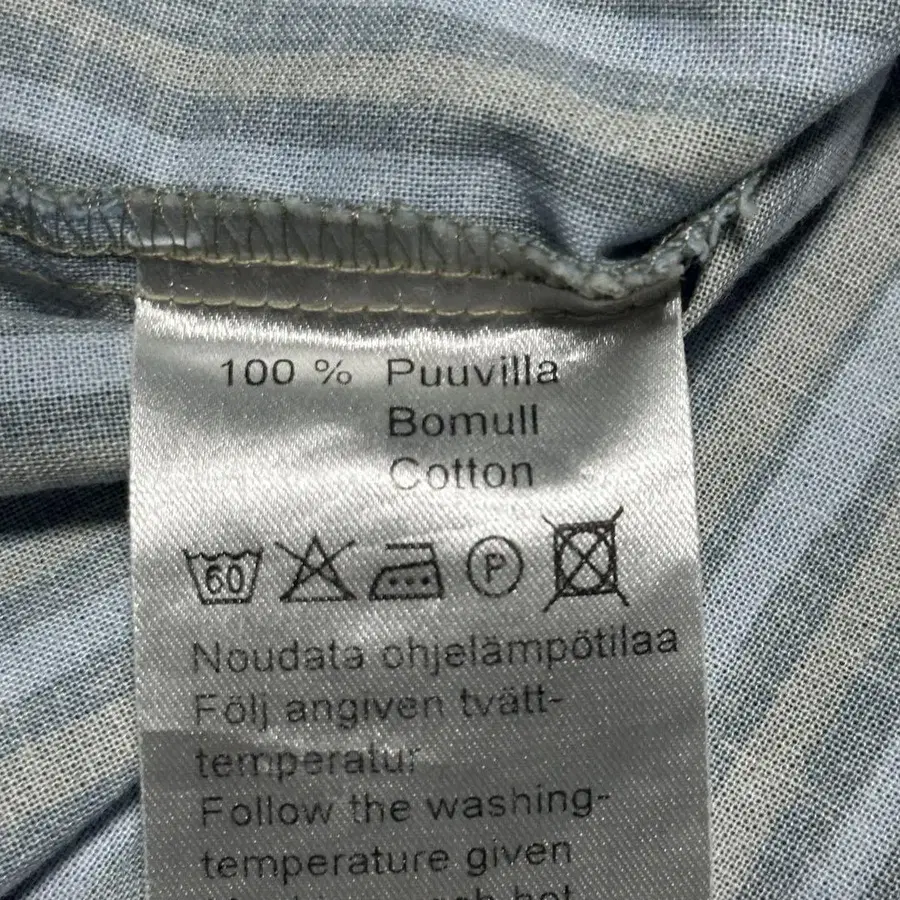 100 % Puuvilla
Bomull
Cotton
60
P
Noudata ohjelämpötilaa
Följ angiven tvätt-
temperatur
Follow the washing-
temperature given